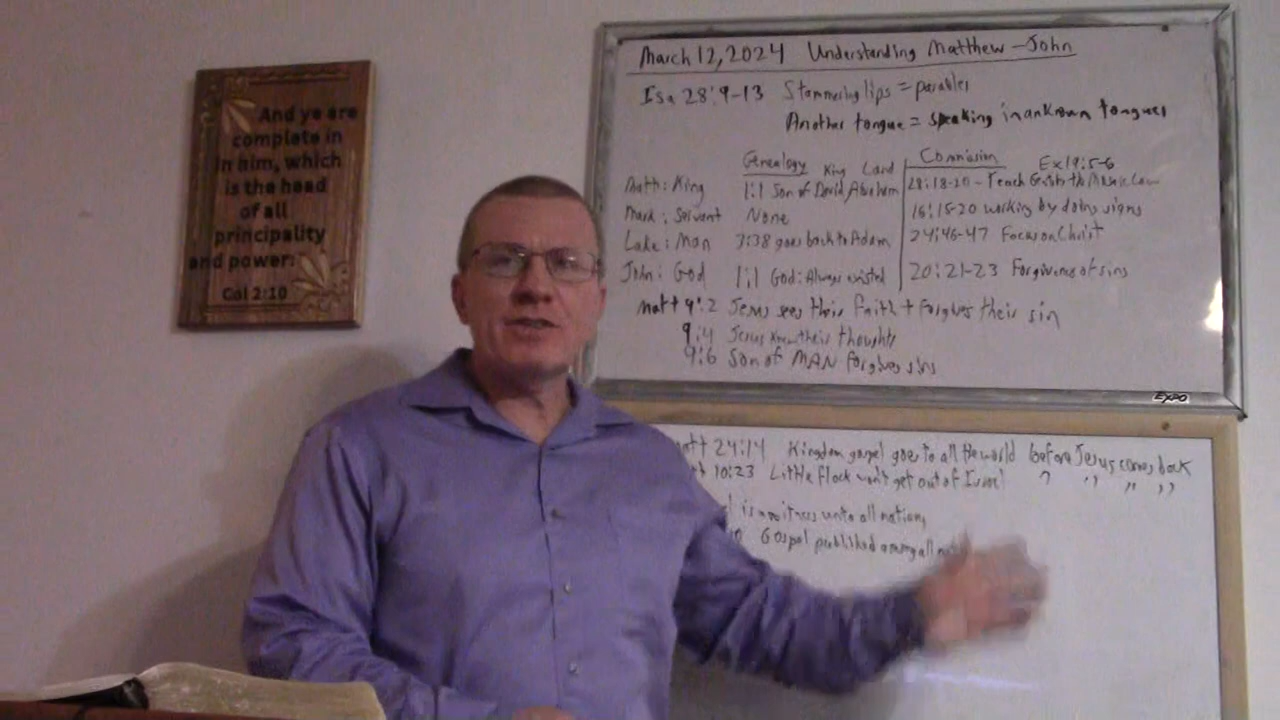 And ye are
complete in
in him, which
is the head
of all
principality
and power:
Col 2:10
March 12, 2024 Understanding Matthew - John
Isa 28:9-13 Stammering lips = parables
Another tongue = speaking in unknown tongues
Genealogy King Land Commission Ex 19:5-6
Matth: King 1:1 Son of David, Abraham 28:18-20 - Teach Gentiles the Mosaic Law
Mark: Servant None 16:15-20 working by doing signs
Luke: Man 3:38 goes back to Adam 24:46-47 Focus on Christ
John: God 1:1 God: Always existed 20:21-23 Forgiveness of sins
Matt 9:2 Jesus sees their faith + forgives their sin
9:4 Jesus knew their thoughts
9:6 Son of MAN forgives sins
EXPO
Matt 24:14 Kingdom gospel goes to all the world before Jesus comes back
10:23 Little flock won't get out of Israel " " " "
is a witness unto all nations
Gospel published among all